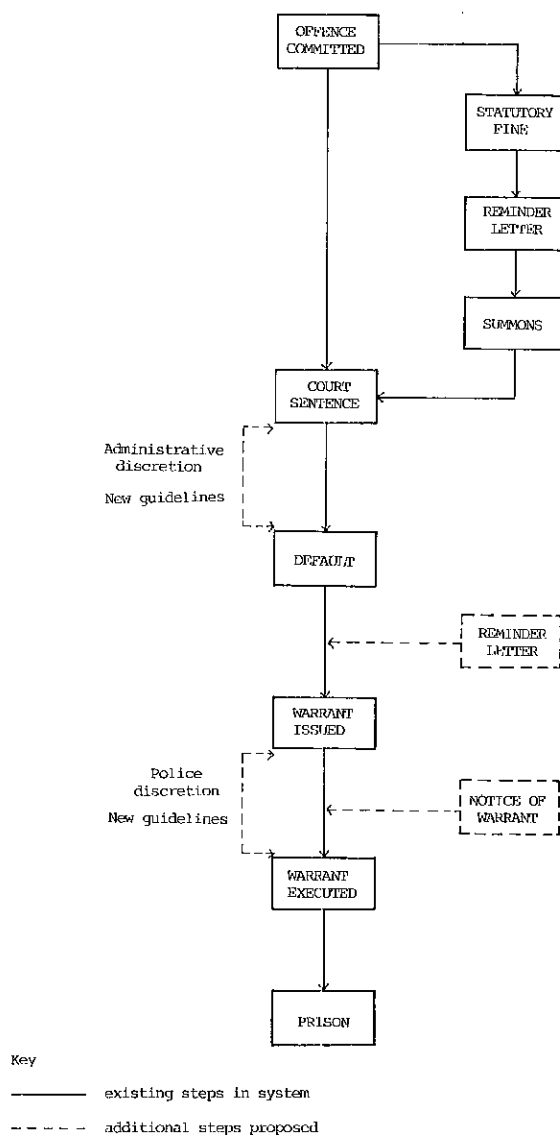 OFFENCE
COMMITTED
STATUTORY
FINE
REMINDER
LETTER
SUMMONS
COURT
SENTENCE
Administrative
discretion
New guidelines
DEFAULT
REMINDER
LETTER
WARRANT
ISSUED
Police
discretion
New guidelines
NOTICE OF
WARRANT
WARRANT
EXECUTED
PRISON
Key
existing steps in system
additional steps proposed